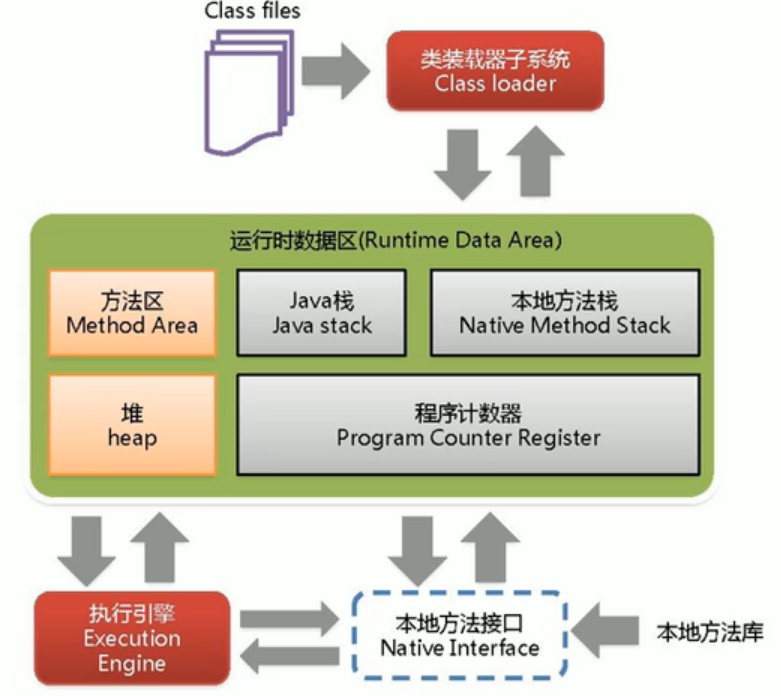 Class files
类装载器子系统
Class loader
运行时数据区(Runtime Data Area)
方法区
Method Area
Java栈
Java stack
本地方法栈
Native Method Stack
堆
heap
程序计数器
Program Counter Register
执行引擎
Execution
Engine
本地方法接口
Native Interface
本地方法库